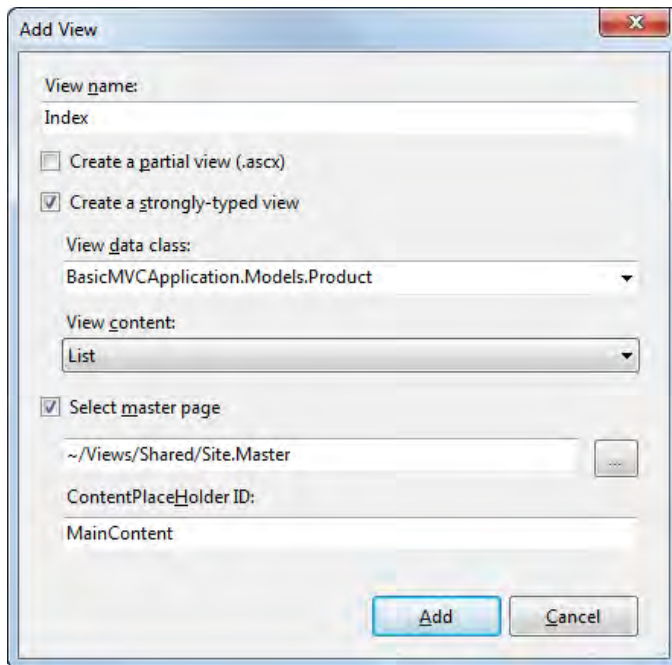 Add View
View name:
Index
Create a partial view (.ascx)
Create a strongly-typed view
View data class:
BasicMVCApplication.Models.Product
View content:
List
Select master page
~/Views/Shared/Site.Master
...
ContentPlaceHolder ID:
MainContent
Add Cancel